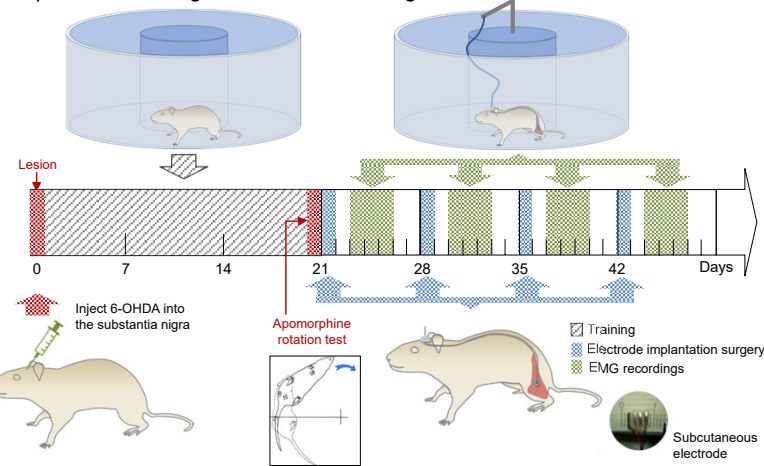 Lesion
0
7
14
21
28
35
42
Days
Inject 6-OHDA into
the substantia nigra
Apomorphine
rotation test
Training
Electrode implantation surgery
EMG recordings
Subcutaneous
electrode